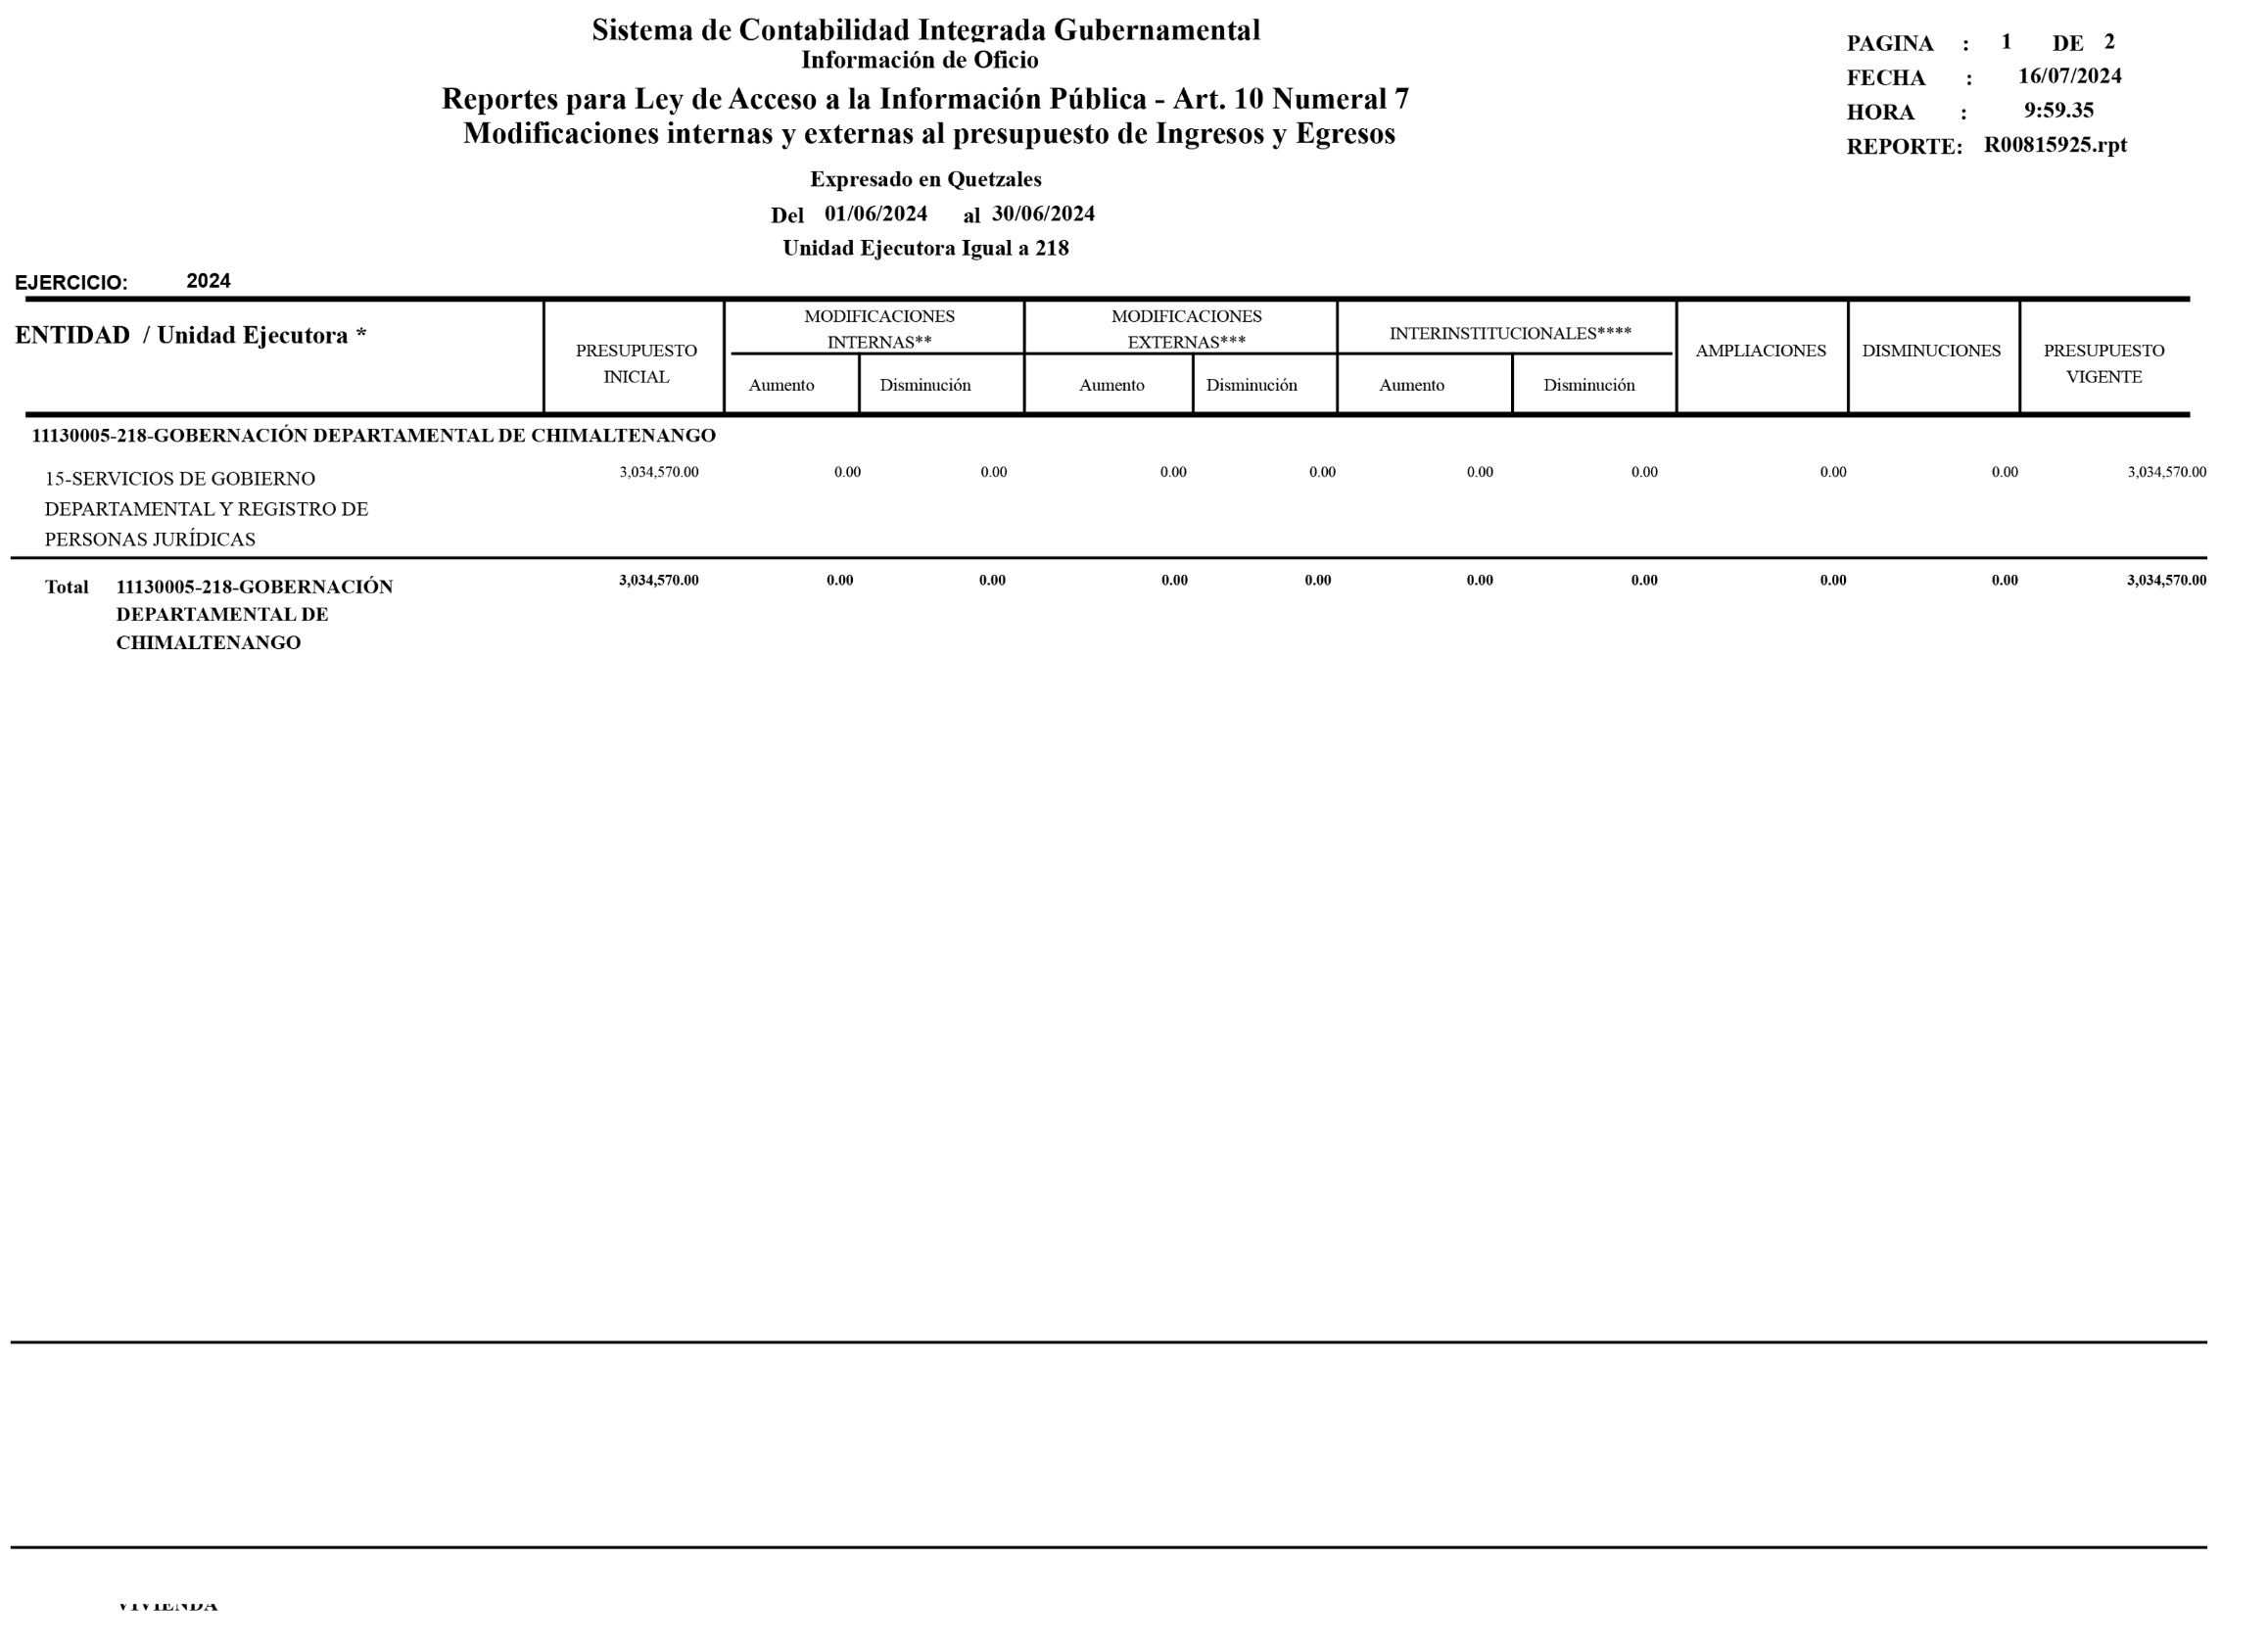 Sistema de Contabilidad Integrada Gubernamental
Información de Oficio
Reportes para Ley de Acceso a la Información Pública - Art. 10 Numeral 7
Modificaciones internas y externas al presupuesto de Ingresos y Egresos
Expresado en Quetzales
Del 01/06/2024 al 30/06/2024
Unidad Ejecutora Igual a 218
PAGINA : 1 DE 2
FECHA : 16/07/2024
HORA : 9:59.35
REPORTE: R00815925.rpt
EJERCICIO: 2024
ENTIDAD / Unidad Ejecutora *
PRESUPUESTO
INICIAL
MODIFICACIONES
INTERNAS**
Aumento Disminución
MODIFICACIONES
EXTERNAS***
Aumento Disminución
INTERINSTITUCIONALES****
Aumento Disminución
AMPLIACIONES
DISMINUCIONES
PRESUPUESTO
VIGENTE
11130005-218-GOBERNACIÓN DEPARTAMENTAL DE CHIMALTENANGO
15-SERVICIOS DE GOBIERNO 3,034,570.00 0.00 0.00 0.00 0.00 0.00 0.00 0.00 0.00 3,034,570.00
DEPARTAMENTAL Y REGISTRO DE
PERSONAS JURÍDICAS
Total 11130005-218-GOBERNACIÓN 3,034,570.00 0.00 0.00 0.00 0.00 0.00 0.00 0.00 0.00 3,034,570.00
DEPARTAMENTAL DE
CHIMALTENANGO
VIVIENDA